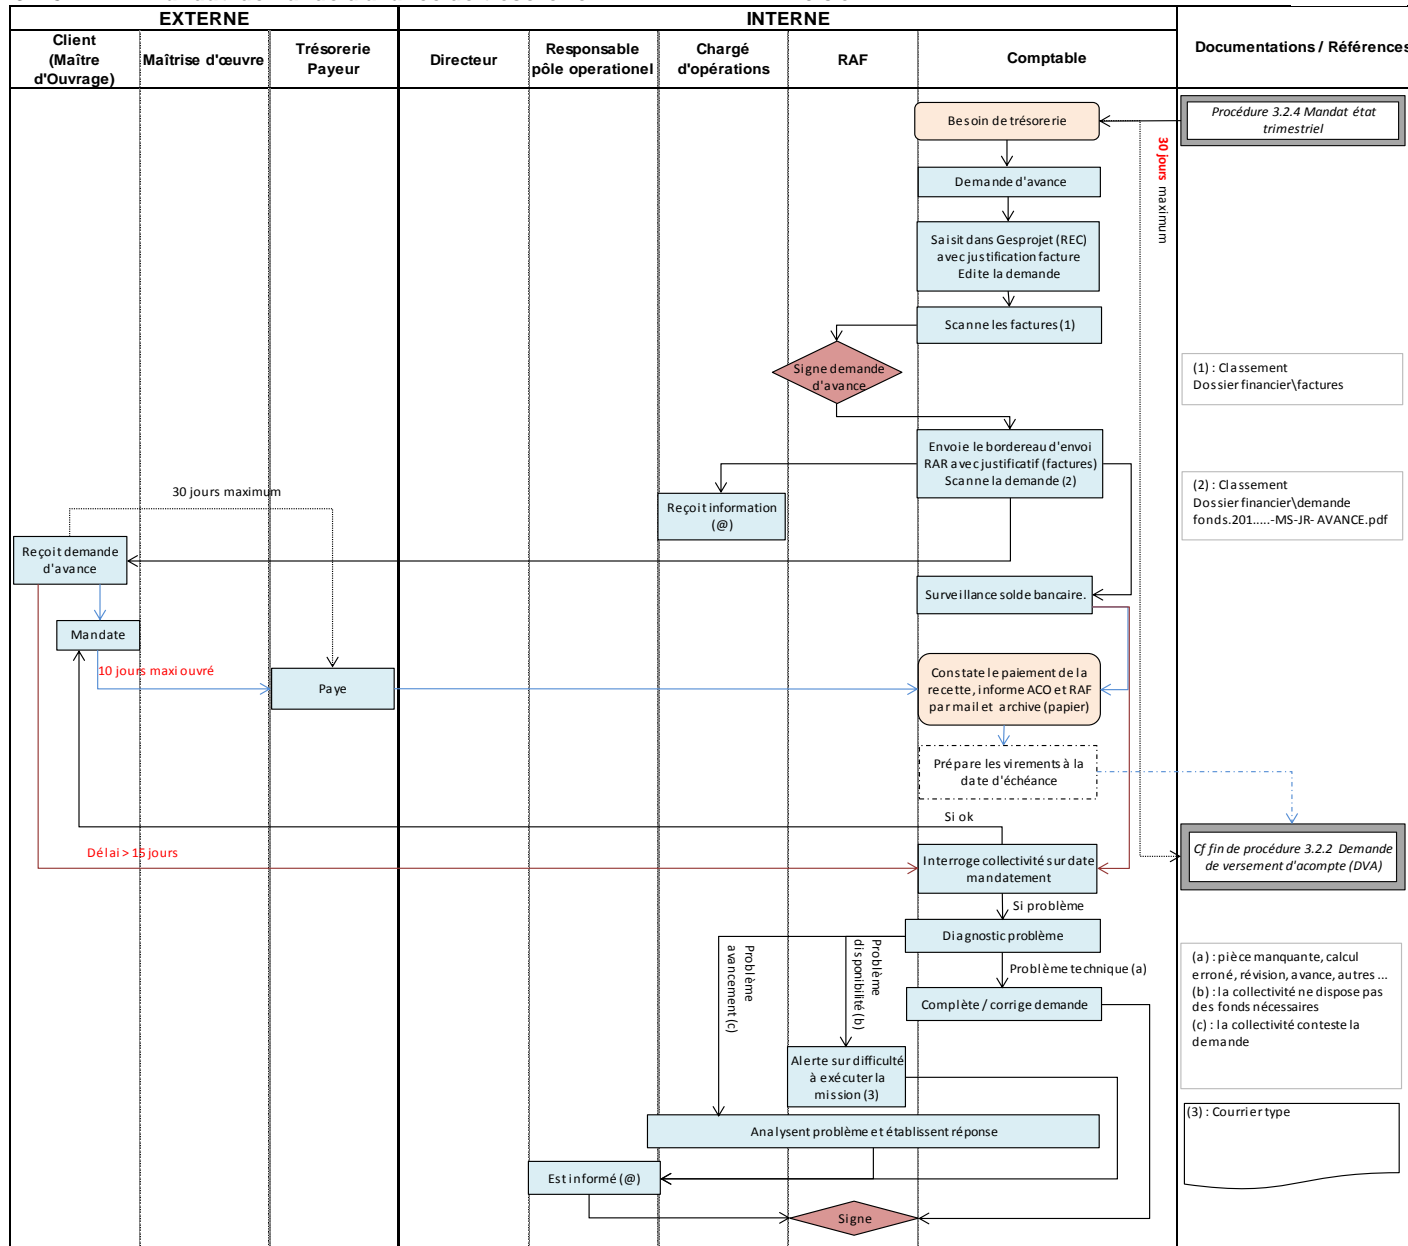 EXTERNE
INTERNE
Client
(Maître
d'Ouvrage)
Maîtrise d'œuvre
Trésorerie
Payeur
Directeur
Responsable
pôle operationel
Chargé
d'opérations
RAF
Comptable
Documentations / Références
Besoin de trésorerie
Procédure 3.2.4 Mandat état
trimestriel
30 jours maximum
Demande d'avance
Saisit dans Gesprojet (REC)
avec justification facture
Edite la demande
Scanne les factures (1)
Signe demande
d'avance
(1) : Classement
Dossier financier\factures
Envoie le bordereau d'envoi
RAR avec justificatif (factures)
Scanne la demande (2)
Reçoit information
(@)
(2) : Classement
Dossier financier\demande
fonds.201.....-MS-JR- AVANCE.pdf
30 jours maximum
Reçoit demande
d'avance
Surveillance solde bancaire.
Mandate
10 jours maxi ouvré
Paye
Constate le paiement de la
recette, informe ACO et RAF
par mail et archive (papier)
Prépare les virements à la
date d'échéance
Si ok
Délai > 15 jours
Interroge collectivité sur date
mandatement
Cf fin de procédure 3.2.2 Demande
de versement d'acompte (DVA)
Si problème
Diagnostic problème
Problème
avancement (c)
Problème
disponibilité (b)
Problème technique (a)
Complète / corrige demande
(a) : pièce manquante, calcul
erroné, révision, avance, autres ...
(b) : la collectivité ne dispose pas
des fonds nécessaires
(c) : la collectivité conteste la
demande
Alerte sur difficulté
à exécuter la
mission (3)
Analysent problème et établissent réponse
(3) : Courrier type
Est informé (@)
Signe